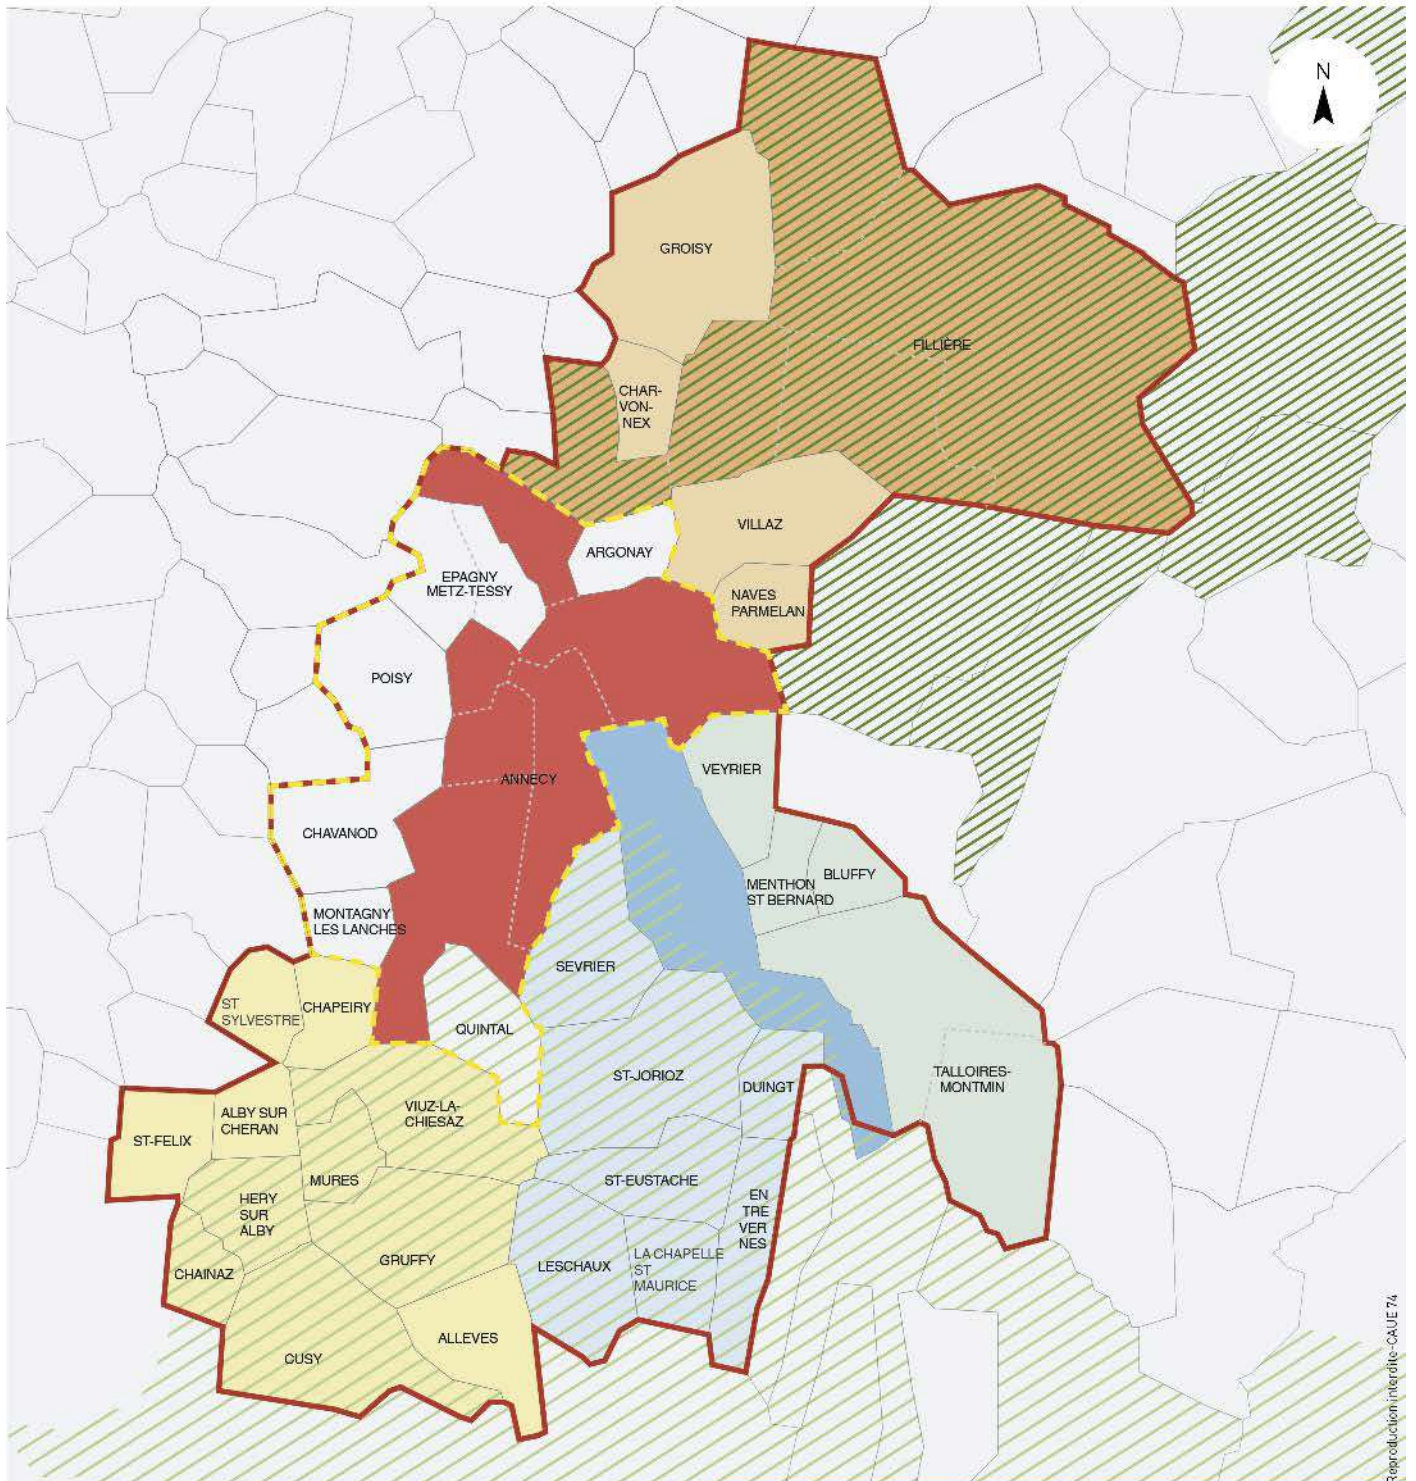 N
GROISY
FILLIÈRE
CHAR-
VON-
NEX
VILLAZ
ARGONAY
EPAGNY
METZ-TESSY
NAVES
PARMELAN
POISY
VEYRIER
ANNECY
CHAVANOD
BLUFFY
MENTHON
ST BERNARD
MONTAGNY
LES LANCHES
SEVRIER
ST
SYLVESTRE
CHAPEIRY
QUINTAL
ST-JORIOZ
DUINGT
TALLOIRES-
MONTMIN
ALBY SUR
CHERAN
VIUZ-LA-
CHIESAZ
ST-FELIX
MURES
ST-EUSTACHE
HERY
SUR
ALBY
EN
TRE
VER
NES
GRUFFY
LESCHAUX
LA CHAPELLE
ST
MAURICE
CHAINAZ
ALLEVES
CUSY
Reproduction interdite-CAUE 74